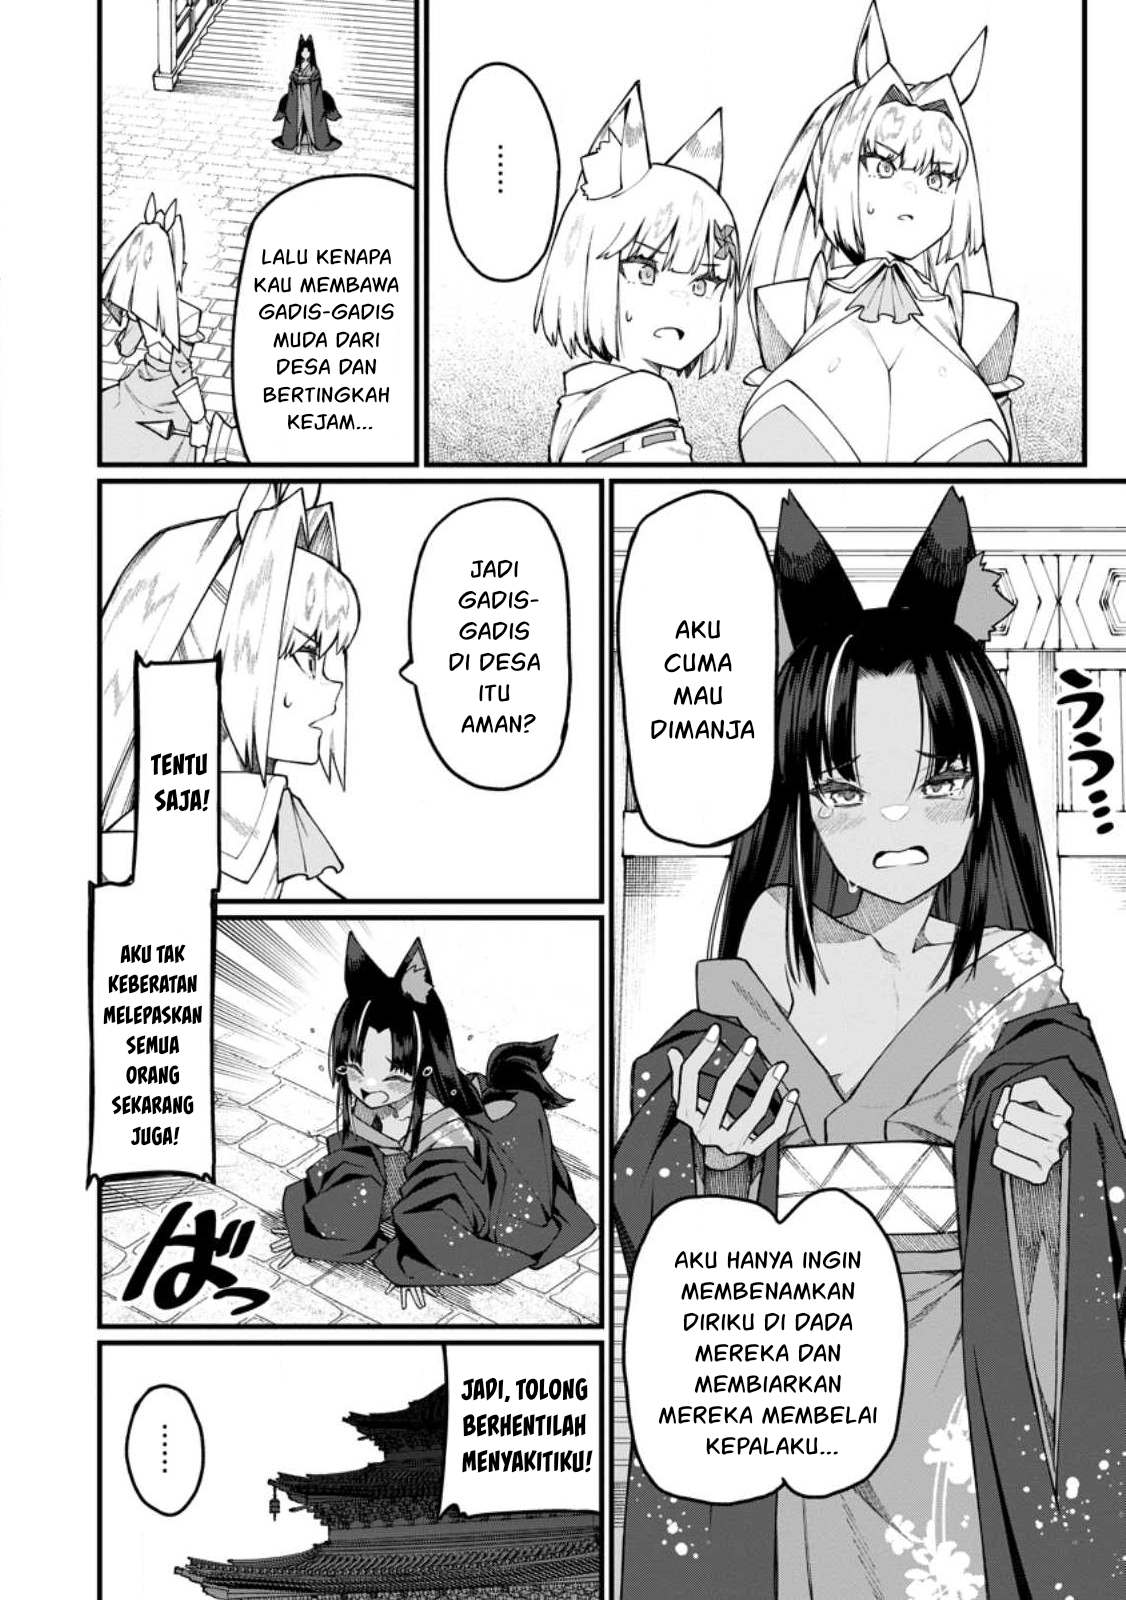 ……
LALU KENAPA
KAU MEMBAWA
GADIS-GADIS
MUDA DARI
DESA DAN
BERTINGKAH
KEJAM...
AKU
CUMA
MAU
DIMANJA
ううう…
AKU HANYA INGIN
MEMBENAMKAN
DIRIKU DI DADA
MEREKA DAN
MEMBIARKAN
MEREKA MEMBELAI
KEPALAKU...
JADI
GADIS-
GADIS
DI DESA
ITU
AMAN?
TENTU
SAJA!
AKU TAK
KEBERATAN
MELEPASKAN
SEMUA
ORANG
SEKARANG
JUGA!
ばっ
JADI, TOLONG
BERHENTILAH
MENYAKITIKU!
……